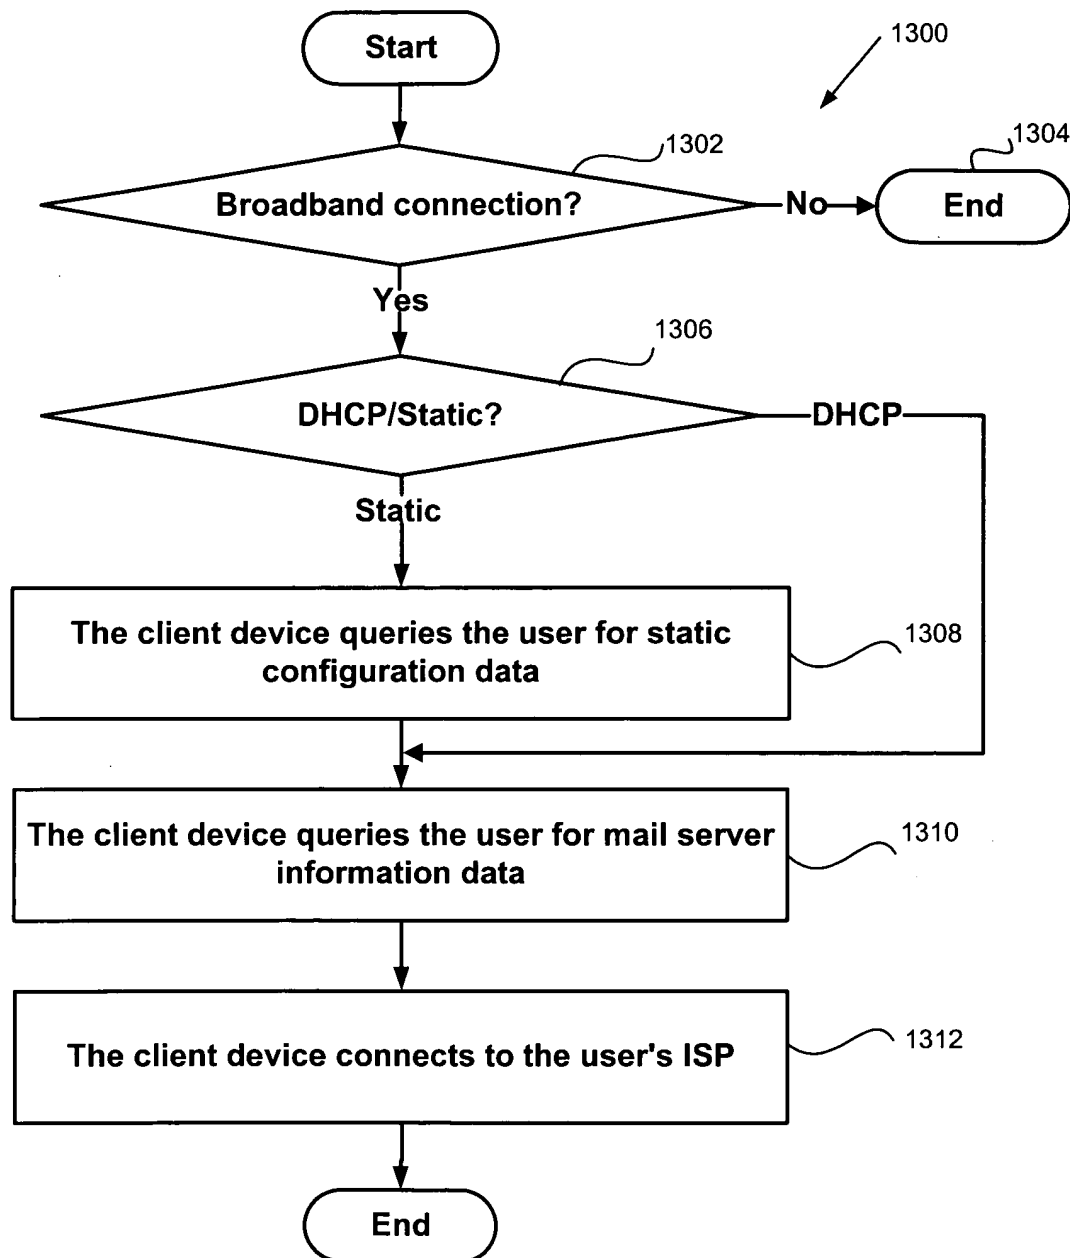 Start
1300
1302
1304
Broadband connection?
No
End
Yes
1306
DHCP/Static?
DHCP
Static
The client device queries the user for static
configuration data
1308
The client device queries the user for mail server
information data
1310
The client device connects to the user's ISP
1312
End